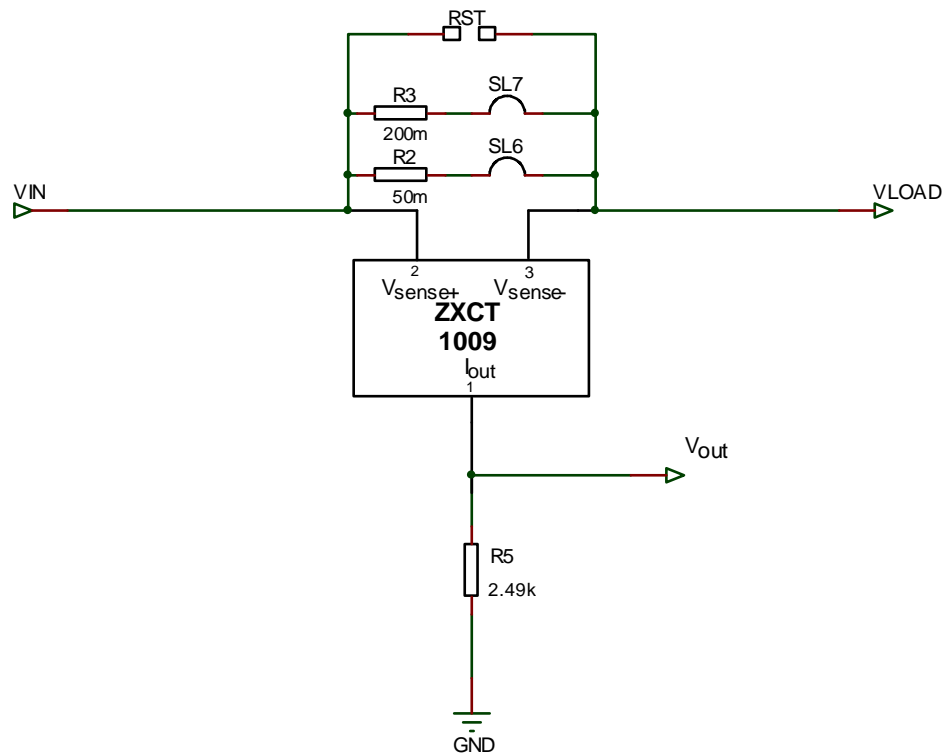 RST
SL7
R3
200m
SL6
R2
50m
VIN
VLOAD
2
3
Vsense+
Vsense-
ZXCT
1009
Iout
1
Vout
R5
2.49k
GND